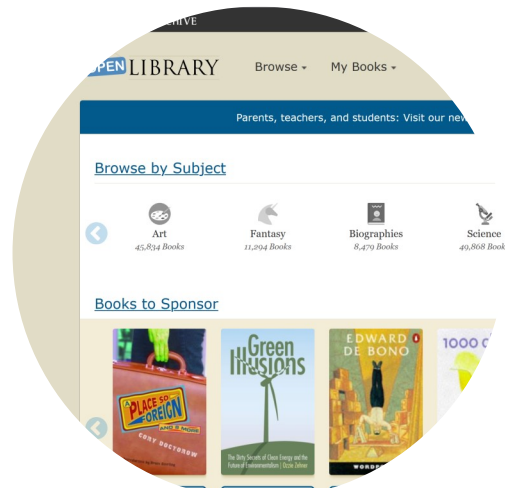 OPEN LIBRARY
Browse
My Books
Parents, teachers, and students: Visit our new
Browse by Subject
Art
Fantasy
Biographies
Science
45,834 Books
11,294 Books
8,479 Books
49,868 Book
Books to Sponsor
A
PLACE SO
FOREIGN
AND 8 MORE
CORY DOCTOROW
Green
Illusions
The Dirty Secrets of Clean Energy and the
Future of Environmentalism | Ozzie Zehner
EDWARD
DE BONO
1000